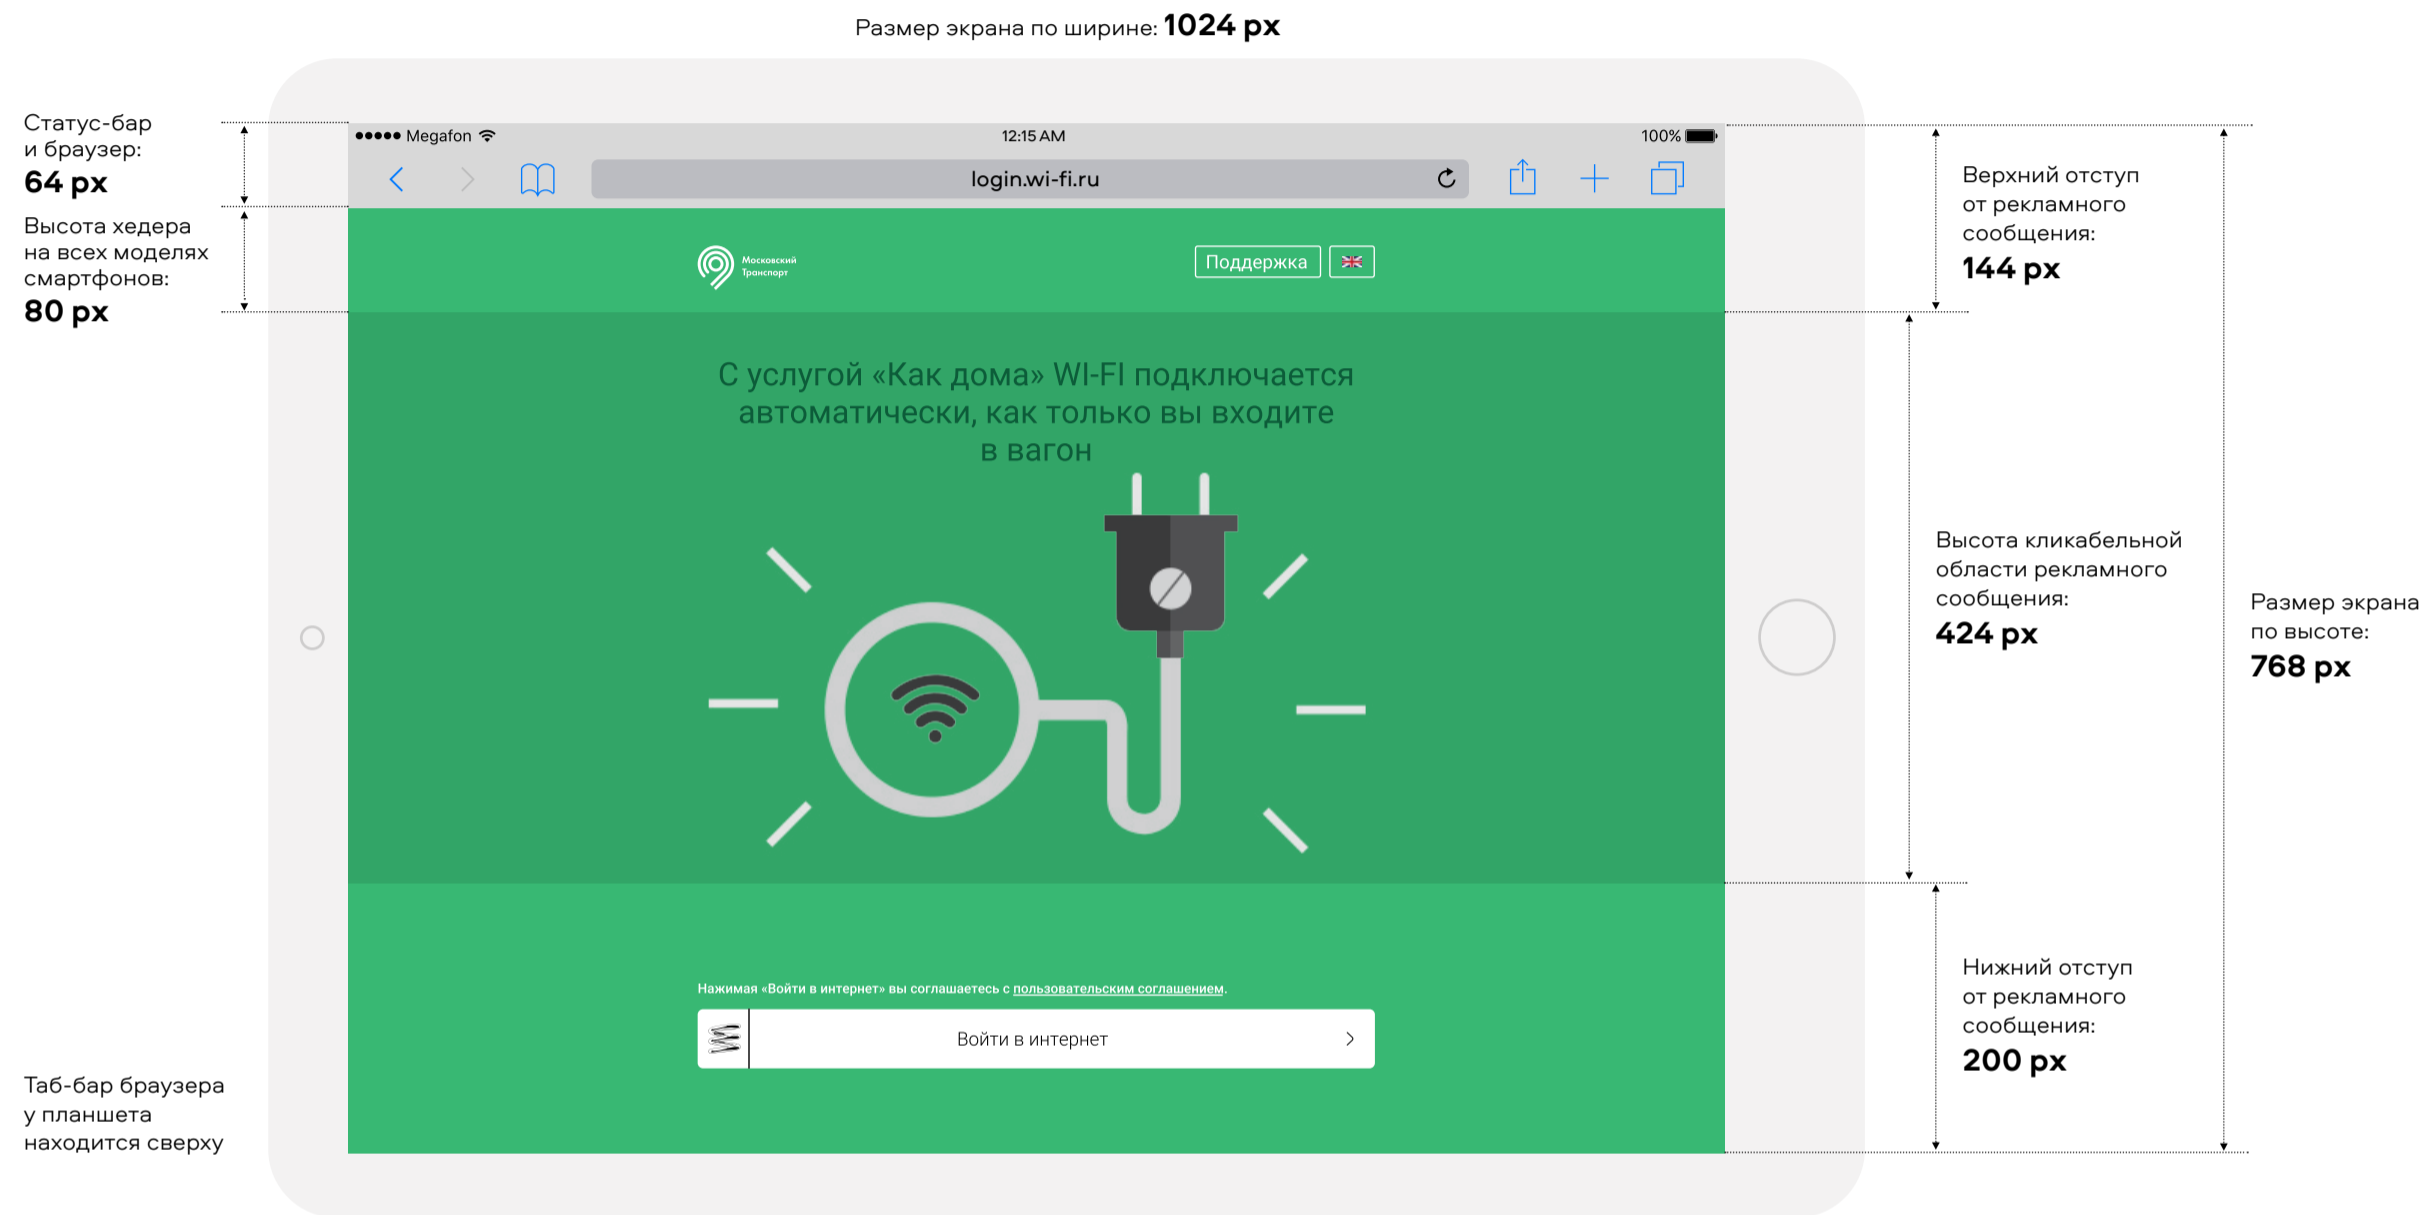 Размер экрана по ширине: 1024 px
Статус-бар
и браузер:
64 px
Высота хедера
на всех моделях
смартфонов:
80 px
Таб-бар браузера
у планшета
находится сверху
Megafon
12:15 AM
100%
login.wi-fi.ru
Московский
Транспорт
Поддержка
С услугой «Как дома» WI-FI подключается
автоматически, как только вы входите
в вагон
Нажимая «Войти в интернет» вы соглашаетесь с пользовательским соглашением.
Войти в интернет
Верхний отступ
от рекламного
сообщения:
144 px
Высота кликабельной
области рекламного
сообщения:
424 px
Нижний отступ
от рекламного
сообщения:
200 px
Размер экрана
по высоте:
768 px